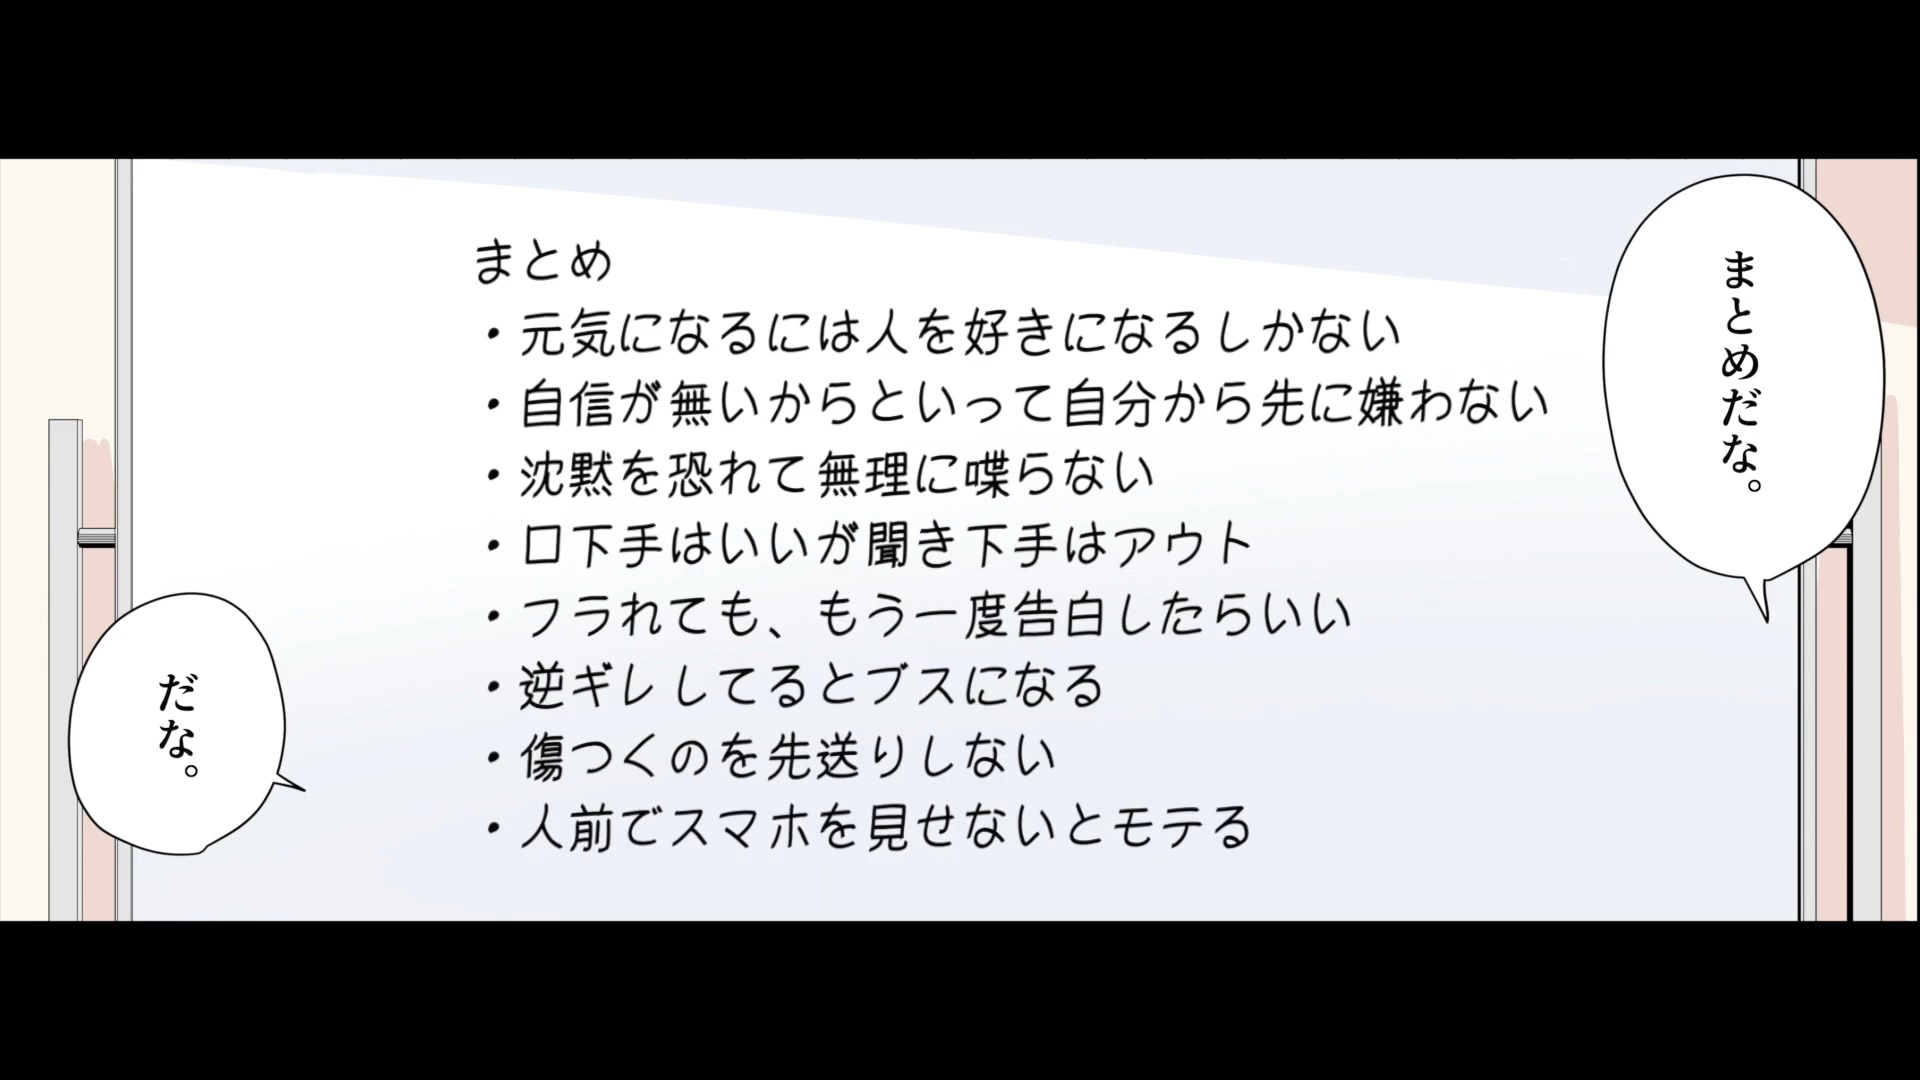 まとめだな。
まとめ
・元気になるには人を好きになるしかない
・自信が無いからといって自分から先に嫌わない
・沈黙を恐れて無理に喋らない
・口下手はいいが聞き下手はアウト
・フラれても、もう一度告白したらいい
・逆ギレしてるとブスになる
・傷つくのを先送りしない
・人前でスマホを見せないとモテる
だな。